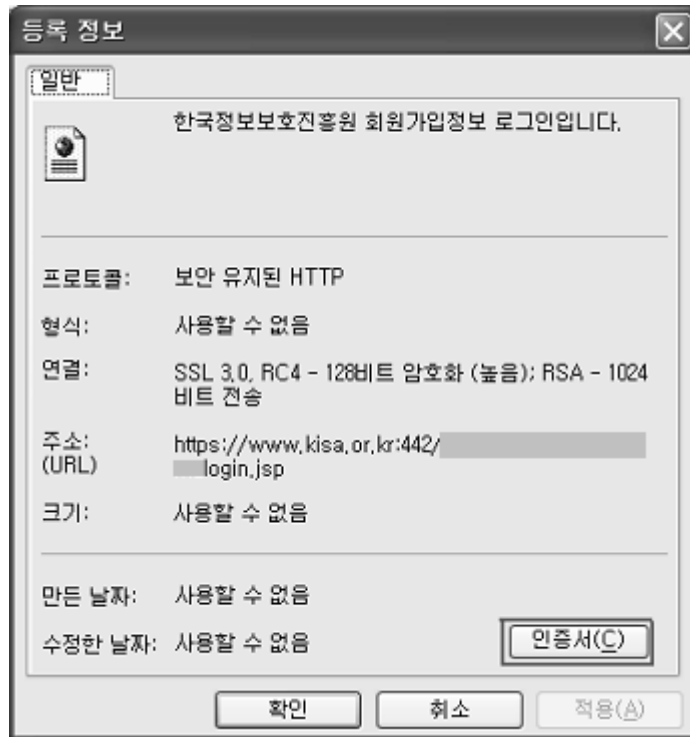 등록 정보
일반
한국정보보호진흥원 회원가입정보 로그인입니다.
프로토콜: 보안 유지된 HTTP
형식: 사용할 수 없음
연결: SSL 3.0, RC4 - 128비트 암호화 (높음); RSA - 1024
비트 전송
주소: https://www.kisa.or.kr:442/
(URL) login.jsp
크기: 사용할 수 없음
만든 날짜: 사용할 수 없음
수정한 날짜: 사용할 수 없음
인증서(C)
확인 취소 적용(A)